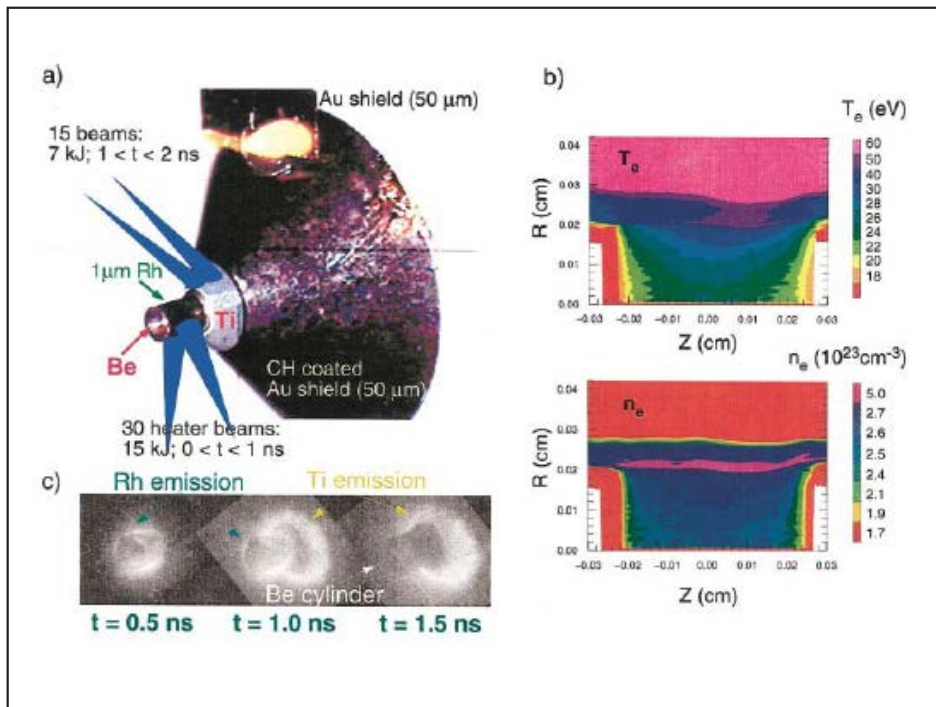 a)
Au shield (50 μm)
15 beams:
7 kJ; 1 < t < 2 ns
1μm Rh
Ti
Be
CH coated
Au shield (50 μm)
30 heater beams:
15 kJ; 0 < t < 1 ns
b)
T_e (eV)
T_e
R (cm)
0.04
0.03
0.02
0.01
0.00
-0.03 -0.02 -0.01 0.00 0.01 0.02 0.03
Z (cm)
60
50
40
30
28
26
24
22
20
18
n_e (10²³cm⁻³)
n_e
R (cm)
0.04
0.03
0.02
0.01
0.00
-0.03 -0.02 -0.01 0.00 0.01 0.02 0.03
Z (cm)
5.0
2.7
2.6
2.5
2.4
2.1
1.9
1.7
c)
Rh emission Ti emission
Be cylinder
t = 0.5 ns t = 1.0 ns t = 1.5 ns